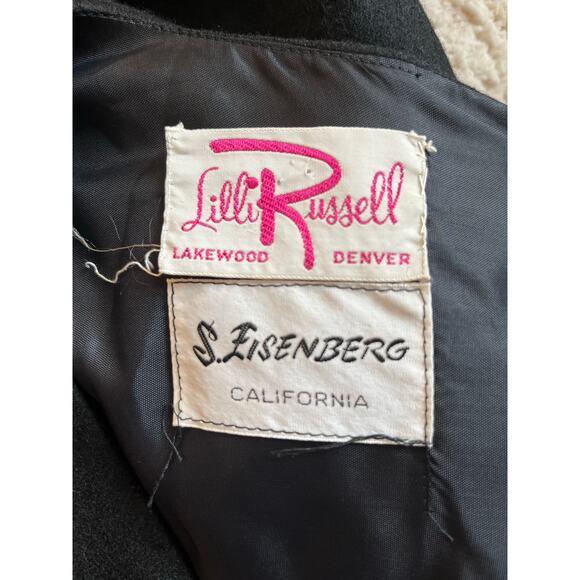 Lilli Russell
LAKEWOOD DENVER
S. EISENBERG
CALIFORNIA